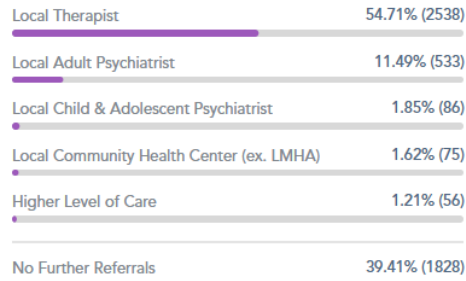 Local Therapist 54.71% (2538)
Local Adult Psychiatrist 11.49% (533)
Local Child & Adolescent Psychiatrist 1.85% (86)
Local Community Health Center (ex. LMHA) 1.62% (75)
Higher Level of Care 1.21% (56)
No Further Referrals 39.41% (1828)